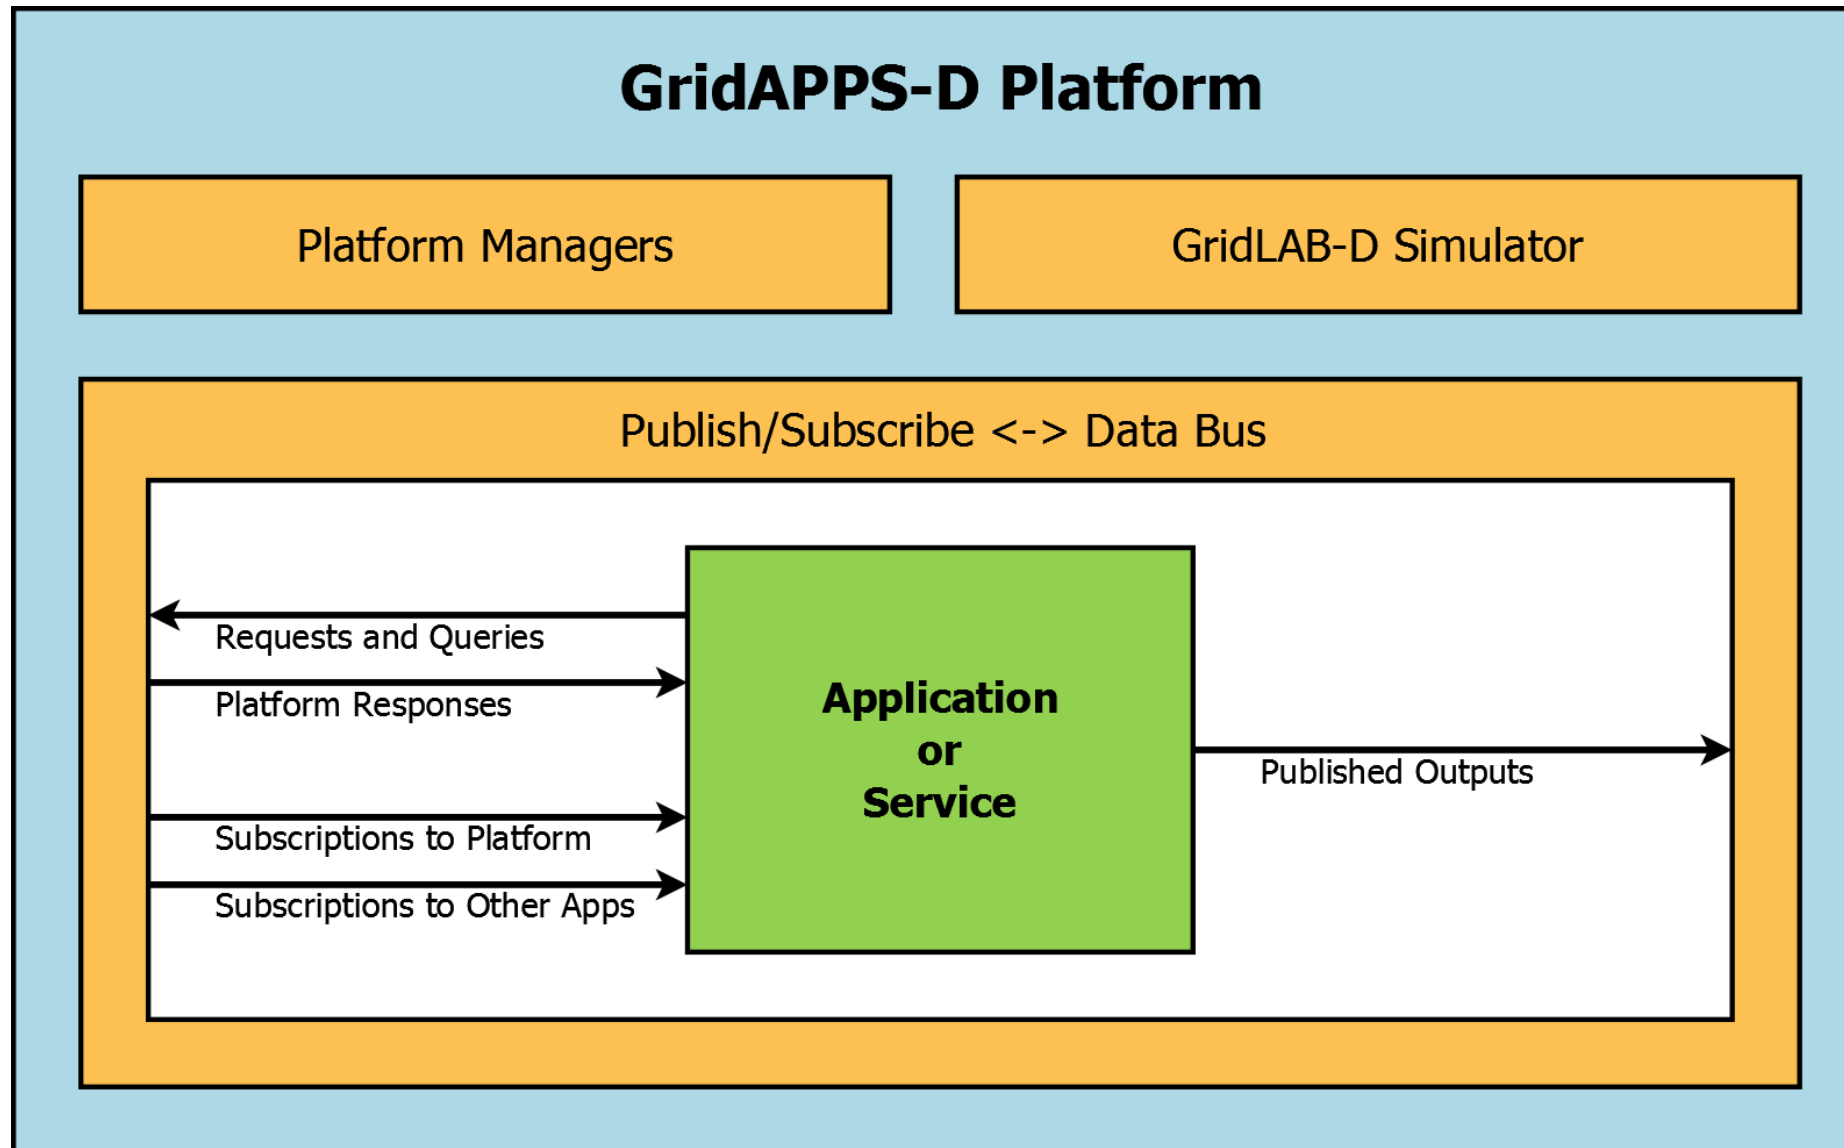 GridAPPS-D Platform
Platform Managers
GridLAB-D Simulator
Publish/Subscribe <-> Data Bus
Requests and Queries
Platform Responses
Subscriptions to Platform
Subscriptions to Other Apps
Application
or
Service
Published Outputs